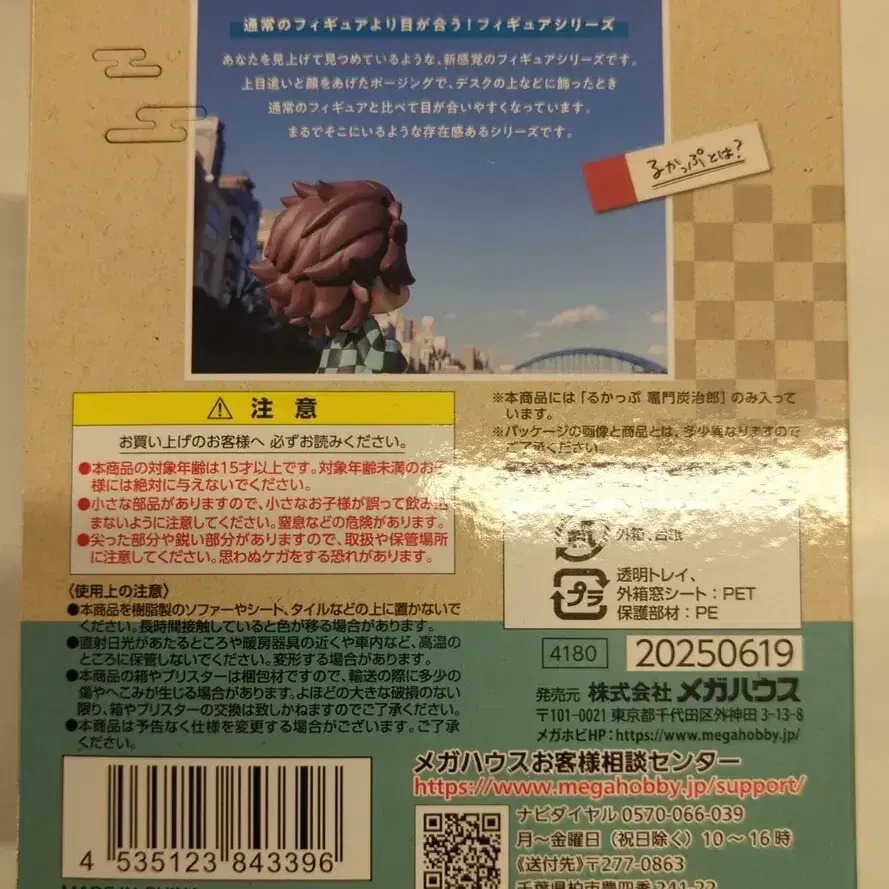 通常のフィギュアより目が合う!フィギュアシリーズ
あなたを見上げて見つめているような、新感覚のフィギュアシリーズです。
上目遣いと顔をあげたポージングで、デスクの上などに飾ったとき
通常のフィギュアと比べて目が合いやすくなっています。
まるでそこにいるような存在感あるシリーズです。
るかっぷとは?
⚠ 注意
お買い上げのお客様へ 必ずお読みください。
●本商品の対象年齢は15才以上です。対象年齢未満のお子
様には絶対に与えないでください。
●小さな部品がありますので、小さなお子様が誤って飲み込
まないように注意してください。窒息などの危険があります。
●尖った部分や鋭い部分がありますので、取扱や保管場所
に注意してください。思わぬケガをする恐れがあります。
〈使用上の注意〉
●本商品を樹脂製のソファーやシート、タイルなどの上に置かないで
ください。長時間接触していると色が移る場合があります。
●直射日光があたるところや暖房器具の近くや車内など、高温の
ところに保管しないでください。変形する場合があります。
●本商品の箱やブリスターは梱包材ですので、輸送の際に多少の
傷やへこみが生じる場合があります。よほどの大きな破損のない
限り、箱やブリスターの交換は致しかねますのでご了承ください。
●本商品は予告なく仕様を変更する場合がございます。ご了承
ください。
※本商品には「るかっぷ 竈門炭治郎」のみ入って
います。
※パッケージの画像と商品とは、多少異なりますので
ご了承ください。
紙
外箱、台紙
プラ
透明トレイ、
外箱窓シート:PET
保護部材:PE
4180
20250619
発売元 株式会社 メガハウス
〒101-0021 東京都千代田区外神田 3-13-8
メガホビHP:https://www.megahobby.jp/
メガハウスお客様相談センター
https://www.megahobby.jp/support/
ナビダイヤル 0570-066-039
月~金曜日(祝日除く)10~16時
《送付先》〒277-0863
千葉県柏市豊四季241-22
4 535123 843396
MADE IN CHINA